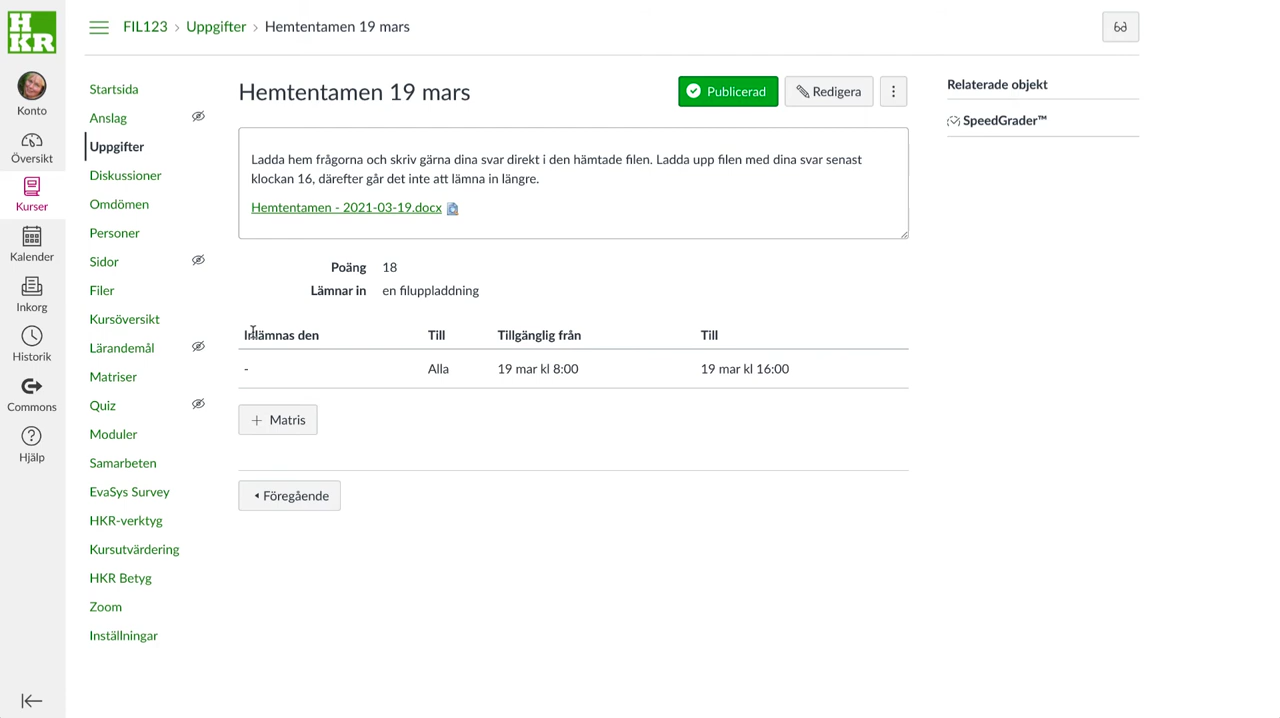 HKR
FIL123 › Uppgifter › Hemtentamen 19 mars
Konto
Översikt
Kurser
Kalender
Inkorg
Historik
Commons
Hjälp
Startsida
Anslag
Uppgifter
Diskussioner
Omdömen
Personer
Sidor
Filer
Kursöversikt
Lärandemål
Matriser
Quiz
Moduler
Samarbeten
EvaSys Survey
HKR-verktyg
Kursutvärdering
HKR Betyg
Zoom
Inställningar
Hemtentamen 19 mars
Publicerad
Redigera
Ladda hem frågorna och skriv gärna dina svar direkt i den hämtade filen. Ladda upp filen med dina svar senast
klockan 16, därefter går det inte att lämna in längre.
Hemtentamen - 2021-03-19.docx
Poäng 18
Lämnar in en filuppladdning
Inlämnas den Till Tillgänglig från Till
- Alla 19 mar kl 8:00 19 mar kl 16:00
+ Matris
Föregående
Relaterade objekt
SpeedGrader™